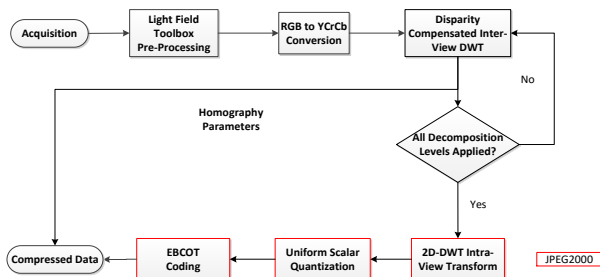 Acquisition
Light Field
Toolbox
Pre-Processing
RGB to YCrCb
Conversion
Disparity
Compensated Inter-
View DWT
No
Homography
Parameters
All Decomposition
Levels Applied?
Yes
Compressed Data
EBCOT
Coding
Uniform Scalar
Quantization
2D-DWT Intra-
View Transform
JPEG2000